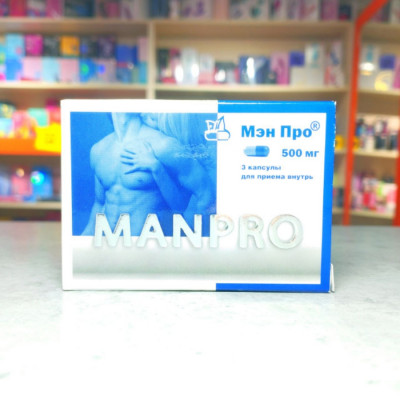 Мэн Про®
500 мг
3 капсулы
для приема внутрь
MANPRO